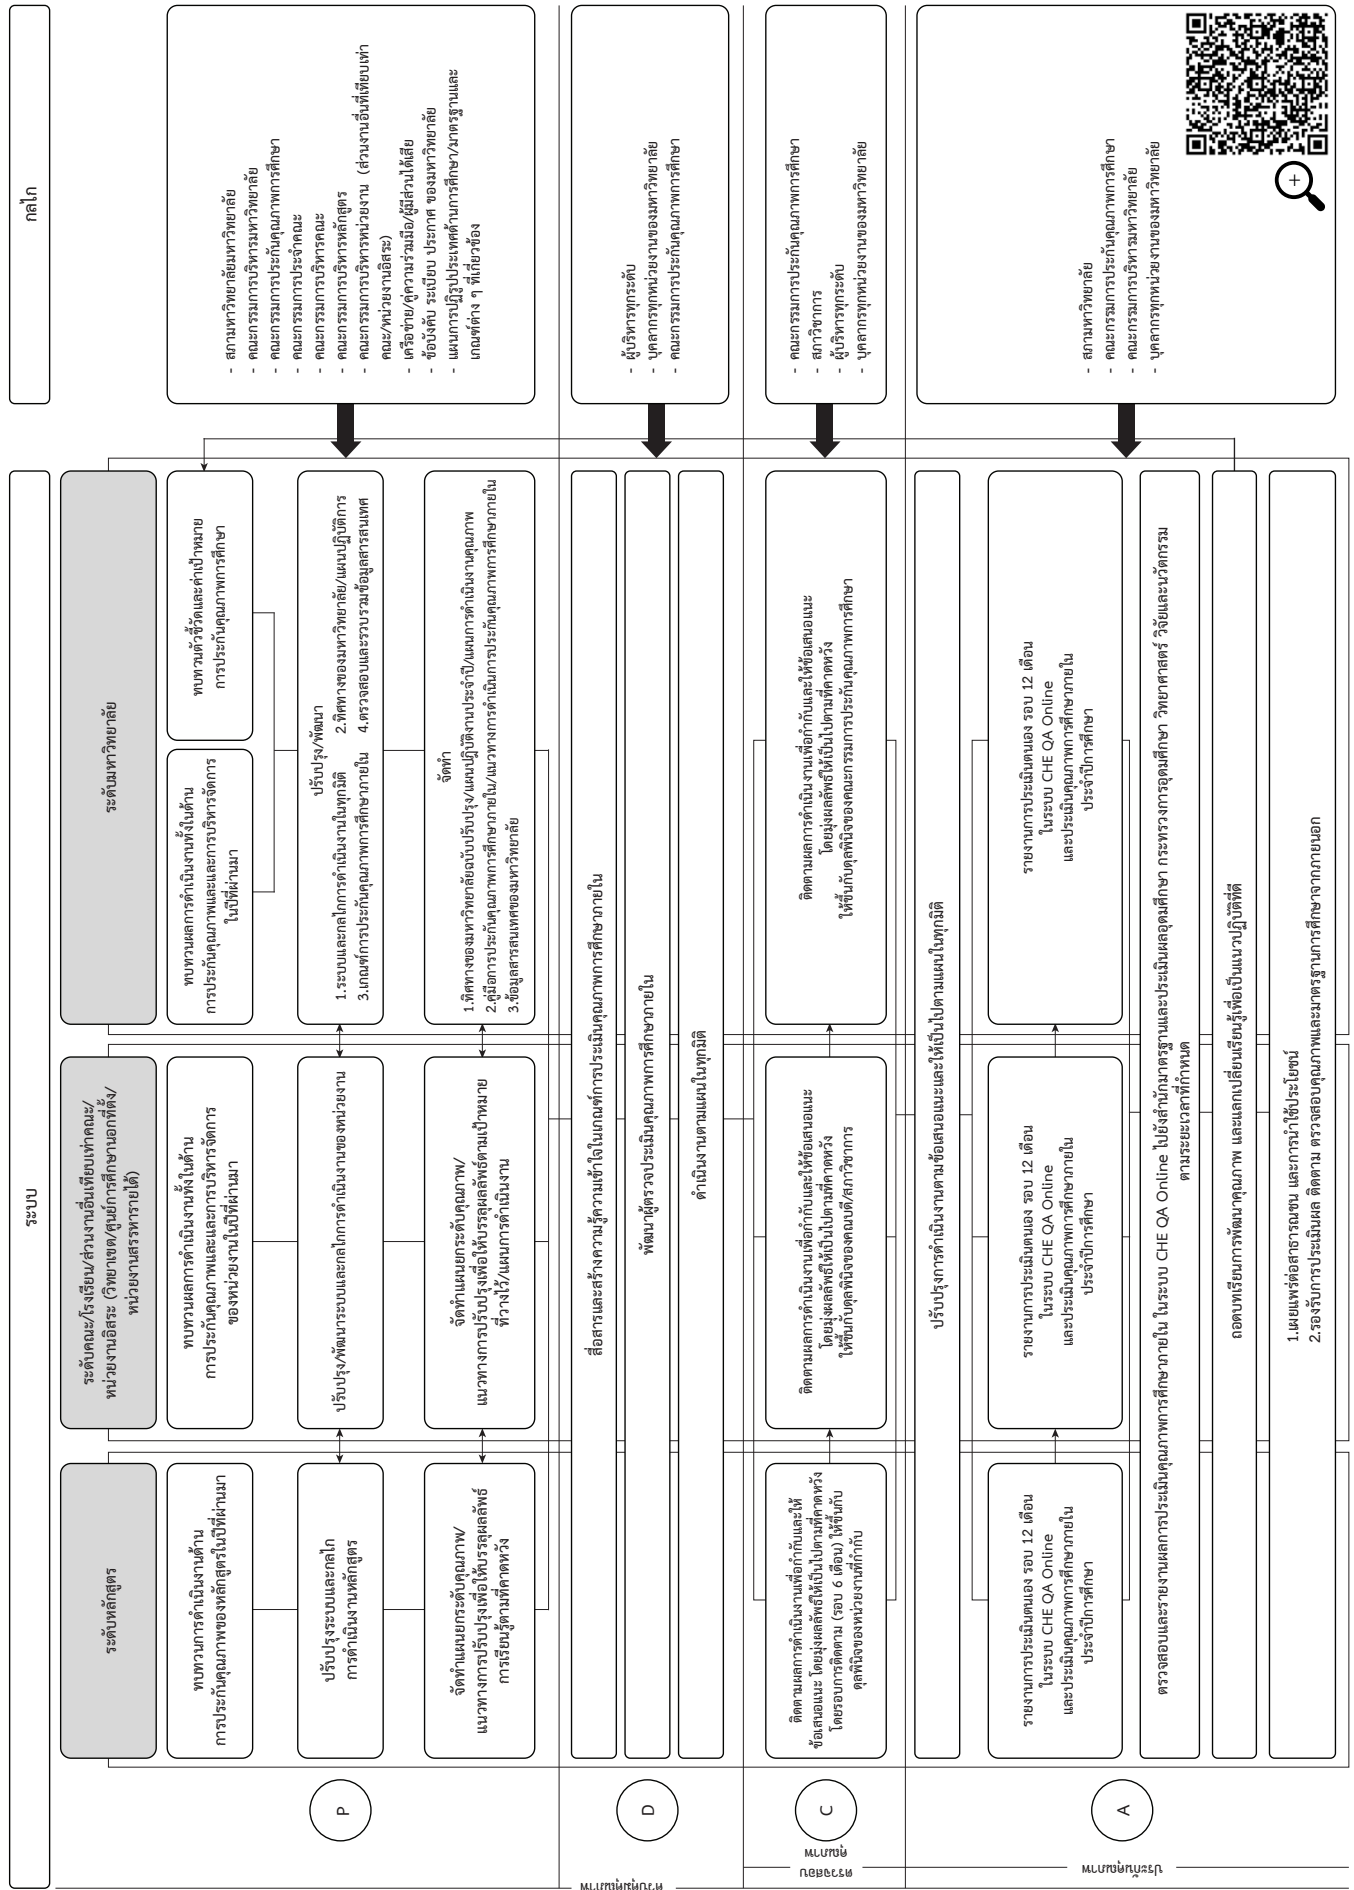 ระบบ
กลไก
ระดับหลักสูตร
ระดับคณะ/โรงเรียน/ส่วนงานอื่นเทียบเท่าคณะ/
หน่วยงานอิสระ (วิทยาเขต/ศูนย์การศึกษานอกที่ตั้ง/
หน่วยงานสรรหารายได้)
ระดับมหาวิทยาลัย
P
ทบทวนการดำเนินงานด้าน
การประกันคุณภาพของหลักสูตรในปีที่ผ่านมา
ทบทวนผลการดำเนินงานทั้งในด้าน
การประกันคุณภาพและและการบริหารจัดการ
ของหน่วยงานในปีที่ผ่านมา
ทบทวนผลการดำเนินงานทั้งในด้าน
การประกันคุณภาพและและการบริหารจัดการ
ในปีที่ผ่านมา
ทบทวนตัวชี้วัดและค่าเป้าหมาย
การประกันคุณภาพการศึกษา
ปรับปรุงระบบและกลไก
การดำเนินงานหลักสูตร
ปรับปรุง/พัฒนาระบบและกลไกการดำเนินงานของหน่วยงาน
ปรับปรุง/พัฒนา
1.ระบบและกลไกการดำเนินงานในทุกมิติ 2.ทิศทางของมหาวิทยาลัย/แผนปฏิบัติการ
3.เกณฑ์การประกันคุณภาพการศึกษาภายใน 4.ตรวจสอบและรวบรวมข้อมูลสารสนเทศ
จัดทำแผนยกระดับคุณภาพ/
แนวทางการปรับปรุงเพื่อให้บรรลุผลลัพธ์
การเรียนรู้ตามที่คาดหวัง
จัดทำแผนยกระดับคุณภาพ/
แนวทางการปรับปรุงเพื่อให้บรรลุผลลัพธ์ตามเป้าหมาย
ที่วางไว้/แผนการดำเนินงาน
จัดทำ
1.ทิศทางของมหาวิทยาลัยฉบับปรับปรุง/แผนปฏิบัติงานประจำปี/แผนการดำเนินงานคุณภาพ
2.คู่มือการประกันคุณภาพการศึกษาภายใน/แนวทางการดำเนินการประกันคุณภาพการศึกษาภายใน
3.ข้อมูลสารสนเทศของมหาวิทยาลัย
- สภามหาวิทยาลัยมหาวิทยาลัย
- คณะกรรมการบริหารมหาวิทยาลัย
- คณะกรรมการประกันคุณภาพการศึกษา
- คณะกรรมการประจำคณะ
- คณะกรรมการบริหารคณะ
- คณะกรรมการบริหารหลักสูตร
- คณะกรรมการบริหารหน่วยงาน (ส่วนงานอื่นที่เทียบเท่า
คณะ/หน่วยงานอิสระ)
- เครือข่าย/คู่ความร่วมมือ/ผู้มีส่วนได้เสีย
- ข้อบังคับ ระเบียบ ประกาศ ของมหาวิทยาลัย
- แผนการปฏิรูปประเทศด้านการศึกษา/มาตรฐานและ
เกณฑ์ต่าง ๆ ที่เกี่ยวข้อง
D
สื่อสารและสร้างความรู้ความเข้าใจในเกณฑ์การประเมินคุณภาพการศึกษาภายใน
พัฒนาผู้ตรวจประเมินคุณภาพการศึกษาภายใน
ดำเนินงานตามแผนในทุกมิติ
- ผู้บริหารทุกระดับ
- บุคลากรทุกหน่วยงานของมหาวิทยาลัย
- คณะกรรมการประกันคุณภาพการศึกษา
ควบคุมคุณภาพ
C
ติดตามผลการดำเนินงานเพื่อกำกับและให้
ข้อเสนอแนะ โดยมุ่งผลลัพธ์ให้เป็นไปตามที่คาดหวัง
โดยรอบการติดตาม (รอบ 6 เดือน) ให้ขึ้นกับ
ดุลพินิจของหน่วยงานที่กำกับ
ติดตามผลการดำเนินงานเพื่อกำกับและให้ข้อเสนอแนะ
โดยมุ่งผลลัพธ์ให้เป็นไปตามที่คาดหวัง
ให้ขึ้นกับดุลพินิจของคณบดี/สภาวิชาการ
ติดตามผลการดำเนินงานเพื่อกำกับและให้ข้อเสนอแนะ
โดยมุ่งผลลัพธ์ให้เป็นไปตามที่คาดหวัง
ให้ขึ้นกับดุลพินิจของคณะกรรมการประกันคุณภาพการศึกษา
- คณะกรรมการประกันคุณภาพการศึกษา
- สภาวิชาการ
- ผู้บริหารทุกระดับ
- บุคลากรทุกหน่วยงานของมหาวิทยาลัย
ตรวจสอบ
คุณภาพ
A
ปรับปรุงการดำเนินงานตามข้อเสนอแนะและให้เป็นไปตามแผนในทุกมิติ
รายงานการประเมินตนเอง รอบ 12 เดือน
ในระบบ CHE QA Online
และประเมินคุณภาพการศึกษาภายใน
ประจำปีการศึกษา
รายงานการประเมินตนเอง รอบ 12 เดือน
ในระบบ CHE QA Online
และประเมินคุณภาพการศึกษาภายใน
ประจำปีการศึกษา
รายงานการประเมินตนเอง รอบ 12 เดือน
ในระบบ CHE QA Online
และประเมินคุณภาพการศึกษาภายใน
ประจำปีการศึกษา
ตรวจสอบและรายงานผลการประเมินคุณภาพการศึกษาภายใน ในระบบ CHE QA Online ไปยังสำนักมาตรฐานและประเมินผลอุดมศึกษา กระทรวงการอุดมศึกษา วิทยาศาสตร์ วิจัยและนวัตกรรม
ตามระยะเวลาที่กำหนด
ถอดบทเรียนการพัฒนาคุณภาพ และแลกเปลี่ยนเรียนรู้เพื่อเป็นแนวปฏิบัติที่ดี
1.เผยแพร่ต่อสาธารณชน และการนำใช้ประโยชน์
2.รองรับการประเมินผล ติดตาม ตรวจสอบคุณภาพและมาตรฐานการศึกษาจากภายนอก
- สภามหาวิทยาลัย
- คณะกรรมการประกันคุณภาพการศึกษา
- คณะกรรมการบริหารมหาวิทยาลัย
- บุคลากรทุกหน่วยงานของมหาวิทยาลัย
ประกันคุณภาพ